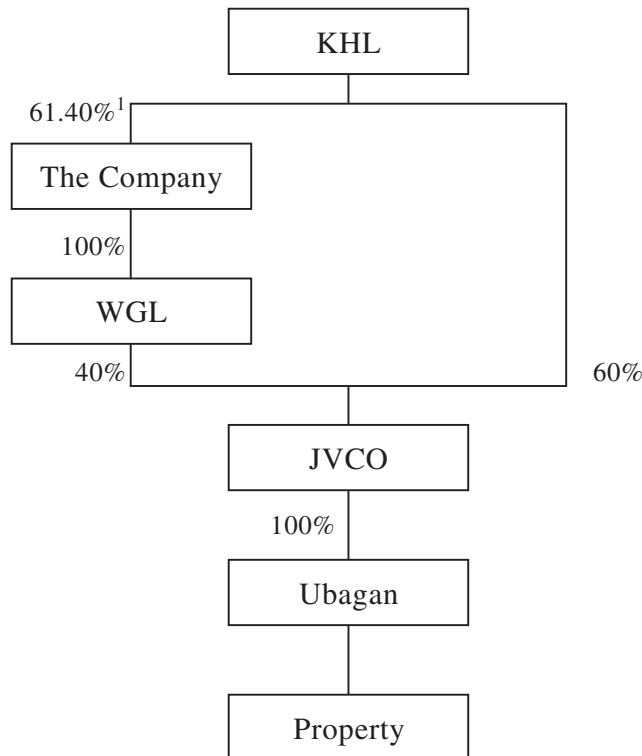 KHL
61.40%¹
The Company
100%
WGL
40%
60%
JVCO
100%
Ubagan
Property